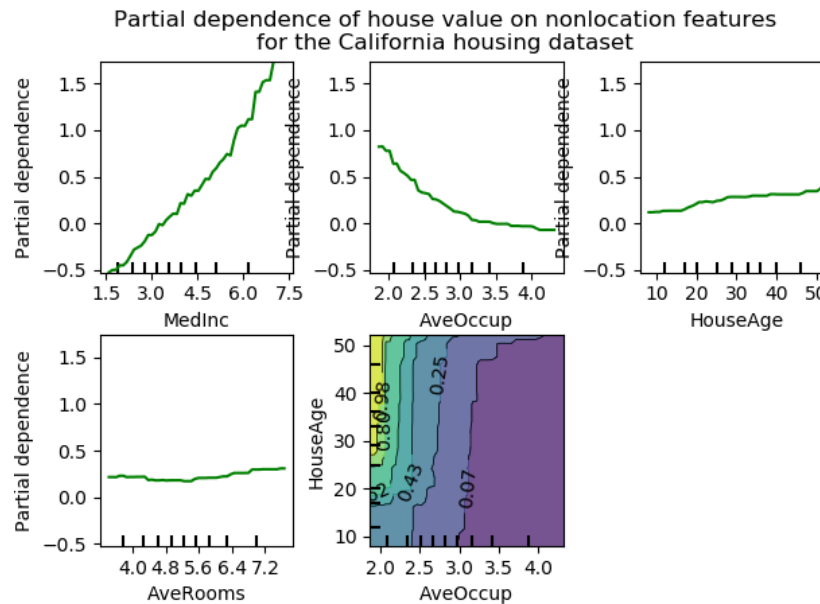 Partial dependence of house value on nonlocation features
for the California housing dataset
Partial dependence
1.5
1.0
0.5
0.0
−0.5
1.5 3.0 4.5 6.0 7.5
MedInc
Partial dependence
1.5
1.0
0.5
0.0
−0.5
2.0 2.5 3.0 3.5 4.0
AveOccup
Partial dependence
1.5
1.0
0.5
0.0
−0.5
10 20 30 40 50
HouseAge
Partial dependence
1.5
1.0
0.5
0.0
−0.5
4.0 4.8 5.6 6.4 7.2
AveRooms
HouseAge
50
40
30
20
10
0.98
0.80
0.25
0.43
0.07
2.0 2.5 3.0 3.5 4.0
AveOccup